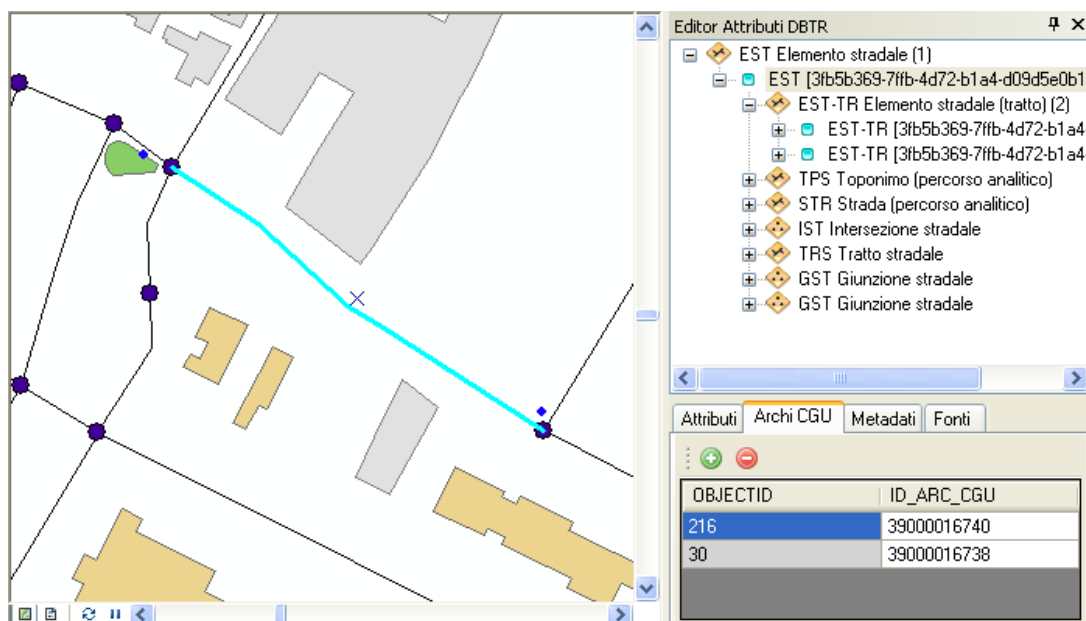 Editor Attributi DBTR
EST Elemento stradale (1)
EST [3fb5b369-7ffb-4d72-b1a4-d09d5e0b1
EST-TR Elemento stradale (tratto) (2)
EST-TR [3fb5b369-7ffb-4d72-b1a4
EST-TR [3fb5b369-7ffb-4d72-b1a4
TPS Toponimo (percorso analitico)
STR Strada (percorso analitico)
IST Intersezione stradale
TRS Tratto stradale
GST Giunzione stradale
GST Giunzione stradale
Attributi Archi CGU Metadati Fonti
OBJECTID ID_ARC_CGU
216 39000016740
30 39000016738